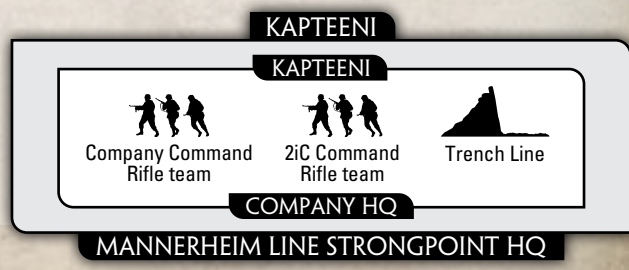 KAPTEENI
KAPTEENI
Company Command
Rifle team
2iC Command
Rifle team
Trench Line
COMPANY HQ
MANNERHEIM LINE STRONGPOINT HQ